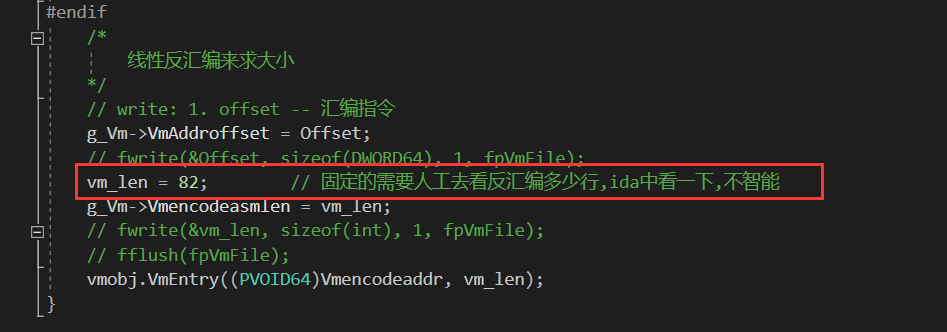 #endif
/*
线性反汇编来求大小
*/
// write: 1. offset -- 汇编指令
g_Vm->VmAddroffset = Offset;
// fwrite(&Offset, sizeof(DWORD64), 1, fpVmFile);
vm_len = 82; // 固定的需要人工去看反汇编多少行,ida中看一下,不智能
g_Vm->Vmencodeasmlen = vm_len;
// fwrite(&vm_len, sizeof(int), 1, fpVmFile);
// fflush(fpVmFile);
vmobj.VmEntry((PVOID64)Vmencodeaddr, vm_len);
}